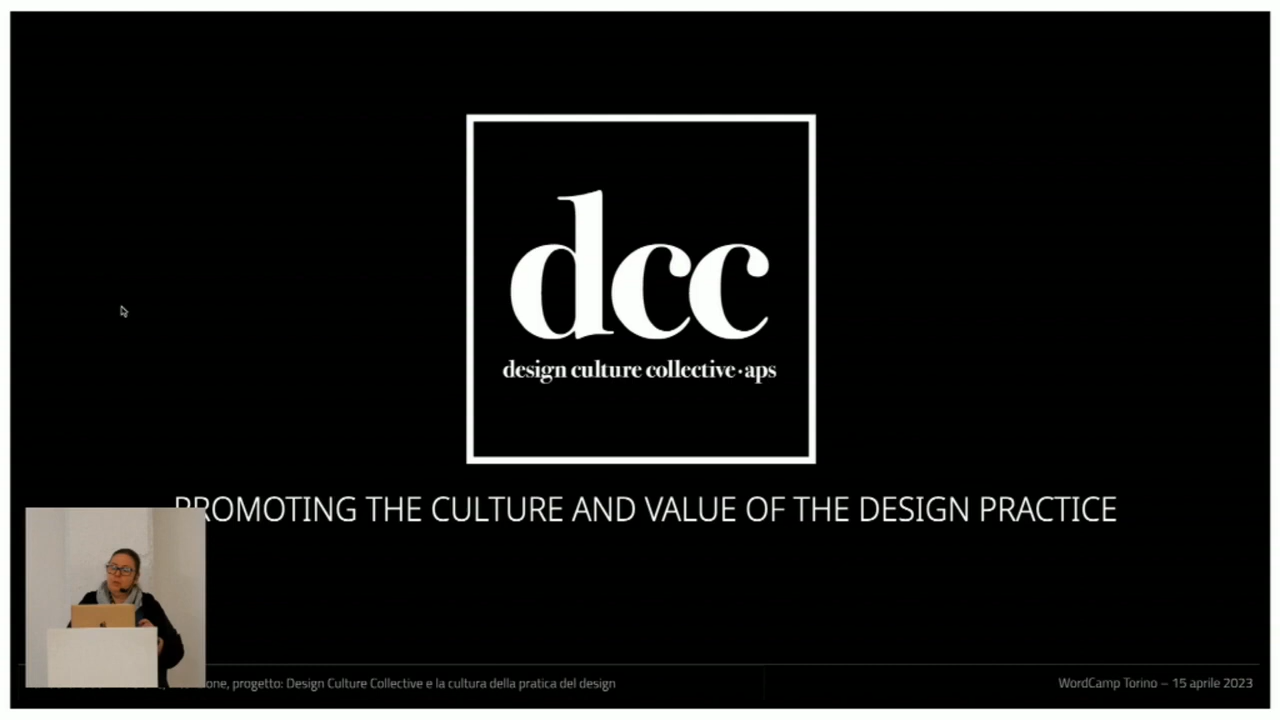 dcc
design culture collective·aps
PROMOTING THE CULTURE AND VALUE OF THE DESIGN PRACTICE
progetto: Design Culture Collective e la cultura della pratica del design
WordCamp Torino – 15 aprile 2023